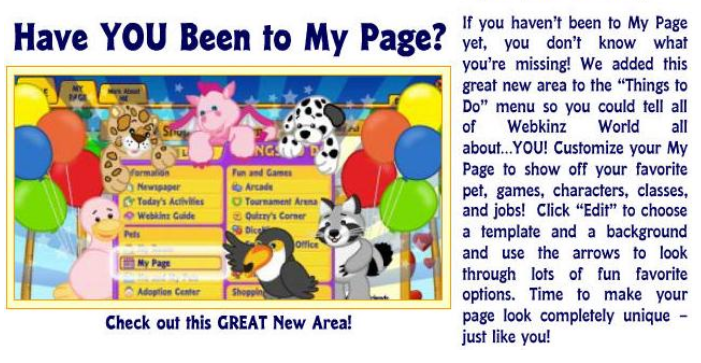 Have YOU Been to My Page?
MY
PAGE
More About
ME
Formation
Newspaper
Today's Activities
Webkinz Guide
Pets
My Page
Adoption Center
Fun and Games
Arcade
Tournament Arena
Quizzy's Corner
Office
Shopping
Check out this GREAT New Area!
If you haven't been to My Page
yet, you don't know what
you're missing! We added this
great new area to the "Things to
Do" menu so you could tell all
of Webkinz World all
about...YOU! Customize your My
Page to show off your favorite
pet, games, characters, classes,
and jobs! Click "Edit" to choose
a template and a background
and use the arrows to look
through lots of fun favorite
options. Time to make your
page look completely unique –
just like you!